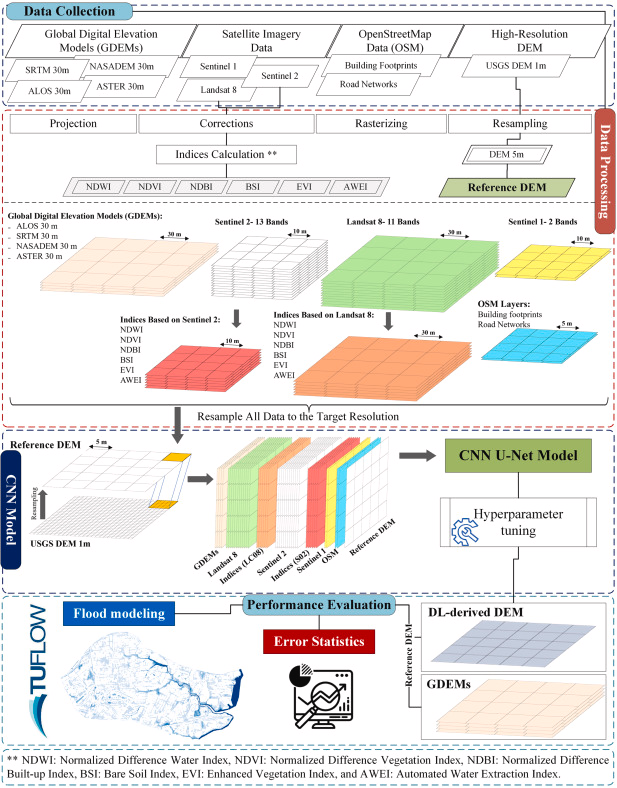 Data Collection
Global Digital Elevation
Models (GDEMs)
Satellite Imagery
Data
OpenStreetMap
Data (OSM)
High-Resolution
DEM
SRTM 30m
NASADEM 30m
ALOS 30m
ASTER 30m
Sentinel 1
Sentinel 2
Landsat 8
Building Footprints
Road Networks
USGS DEM 1m
Data Processing
Projection
Corrections
Rasterizing
Resampling
Indices Calculation **
DEM 5m
NDWI
NDVI
NDBI
BSI
EVI
AWEI
Reference DEM
Global Digital Elevation Models (GDEMs):
- ALOS 30 m
- SRTM 30 m
- NASADEM 30 m
- ASTER 30 m
30 m
Sentinel 2- 13 Bands
10 m
Landsat 8- 11 Bands
30 m
Sentinel 1- 2 Bands
10 m
Indices Based on Sentinel 2:
NDWI
NDVI
NDBI
BSI
EVI
AWEI
10 m
Indices Based on Landsat 8:
NDWI
NDVI
NDBI
BSI
EVI
AWEI
30 m
OSM Layers:
Building footprints
Road Networks
5 m
Resample All Data to the Target Resolution
CNN Model
Reference DEM
5 m
Resampling
USGS DEM 1m
GDEMs
Landsat 8
Indices (LC08)
Sentinel 2
Indices (S02)
Sentinel 1
OSM
Reference DEM
CNN U-Net Model
Hyperparameter
tuning
Performance Evaluation
Flood modeling
Error Statistics
TUFLOW
Reference DEM
Reference DEM
DL-derived DEM
GDEMs
** NDWI: Normalized Difference Water Index, NDVI: Normalized Difference Vegetation Index, NDBI: Normalized Difference
Built-up Index, BSI: Bare Soil Index, EVI: Enhanced Vegetation Index, and AWEI: Automated Water Extraction Index.